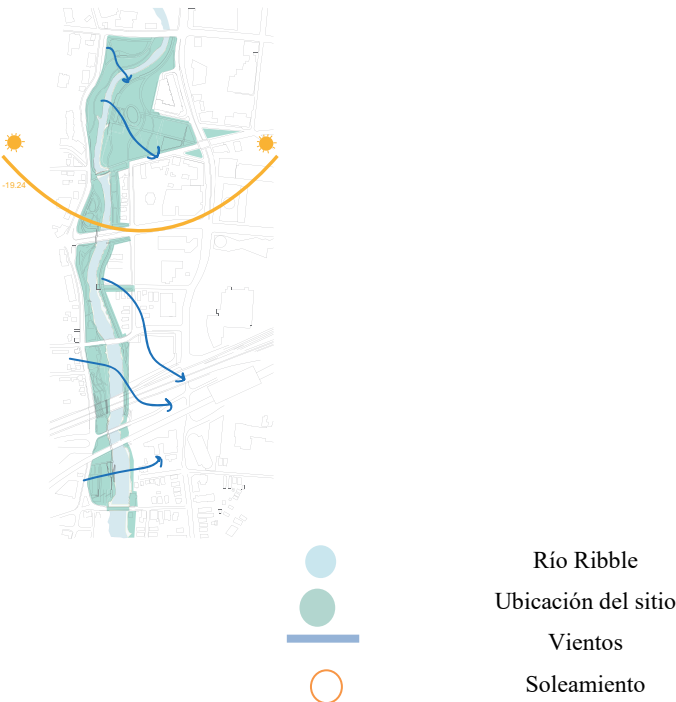 -19.24
Río Ribble
Ubicación del sitio
Vientos
Soleamiento